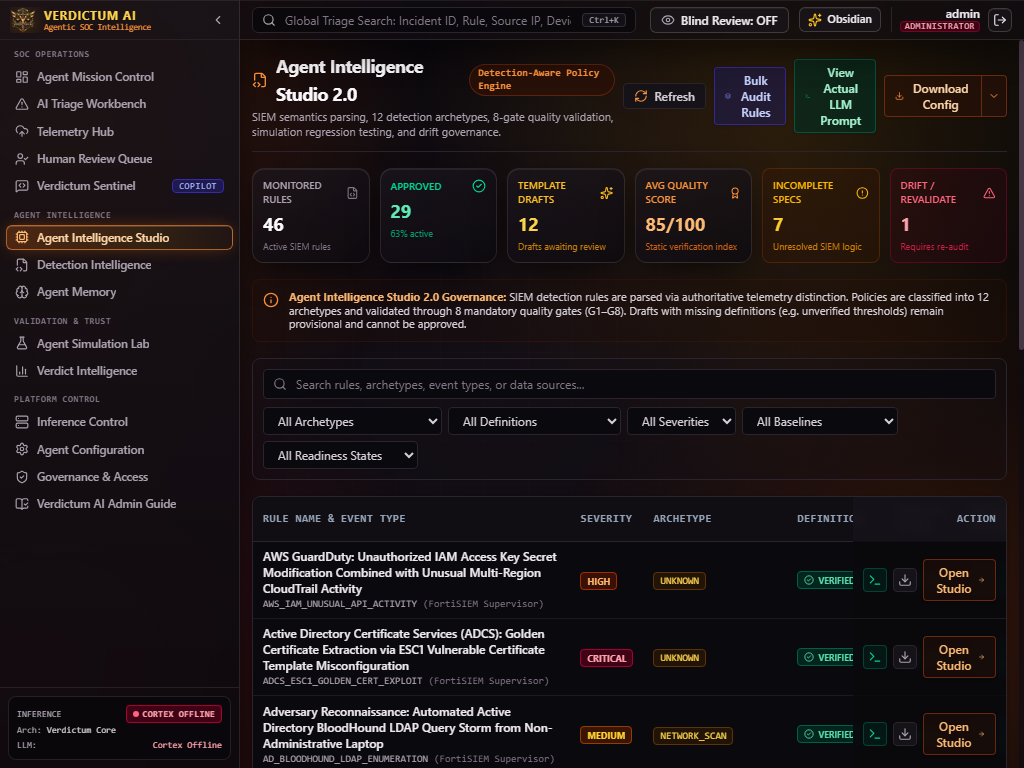 VERDICTUM AI
Agentic SOC Intelligence
SOC OPERATIONS
Agent Mission Control
AI Triage Workbench
Telemetry Hub
Human Review Queue
Verdictum Sentinel COPILOT
AGENT INTELLIGENCE
Agent Intelligence Studio
Detection Intelligence
Agent Memory
VALIDATION & TRUST
Agent Simulation Lab
Verdict Intelligence
PLATFORM CONTROL
Inference Control
Agent Configuration
Governance & Access
Verdictum AI Admin Guide
INFERENCE CORTEX OFFLINE
Arch: Verdictum Core
LLM: Cortex Offline
Global Triage Search: Incident ID, Rule, Source IP, Devi Ctrl+K
Blind Review: OFF
Obsidian
admin
ADMINISTRATOR
Agent Intelligence
Studio 2.0
Detection-Aware Policy
Engine
SIEM semantics parsing, 12 detection archetypes, 8-gate quality validation,
simulation regression testing, and drift governance.
Refresh
Bulk
Audit
Rules
View
Actual
LLM
Prompt
Download
Config
MONITORED
RULES
46
Active SIEM rules
APPROVED
29
63% active
TEMPLATE
DRAFTS
12
Drafts awaiting review
AVG QUALITY
SCORE
85/100
Static verification index
INCOMPLETE
SPECS
7
Unresolved SIEM logic
DRIFT /
REVALIDATE
1
Requires re-audit
Agent Intelligence Studio 2.0 Governance: SIEM detection rules are parsed via authoritative telemetry distinction. Policies are classified into 12
archetypes and validated through 8 mandatory quality gates (G1–G8). Drafts with missing definitions (e.g. unverified thresholds) remain
provisional and cannot be approved.
Search rules, archetypes, event types, or data sources...
All Archetypes All Definitions All Severities All Baselines
All Readiness States
RULE NAME & EVENT TYPE SEVERITY ARCHETYPE DEFINITIO ACTION
AWS GuardDuty: Unauthorized IAM Access Key Secret
Modification Combined with Unusual Multi-Region
CloudTrail Activity
AWS_IAM_UNUSUAL_API_ACTIVITY (FortiSIEM Supervisor)
HIGH UNKNOWN VERIFIED
Open
Studio
Active Directory Certificate Services (ADCS): Golden
Certificate Extraction via ESC1 Vulnerable Certificate
Template Misconfiguration
ADCS_ESC1_GOLDEN_CERT_EXPLOIT (FortiSIEM Supervisor)
CRITICAL UNKNOWN VERIFIED
Open
Studio
Adversary Reconnaissance: Automated Active
Directory BloodHound LDAP Query Storm from Non-
Administrative Laptop
AD_BLOODHOUND_LDAP_ENUMERATION (FortiSIEM Supervisor)
MEDIUM NETWORK_SCAN VERIFIED
Open
Studio